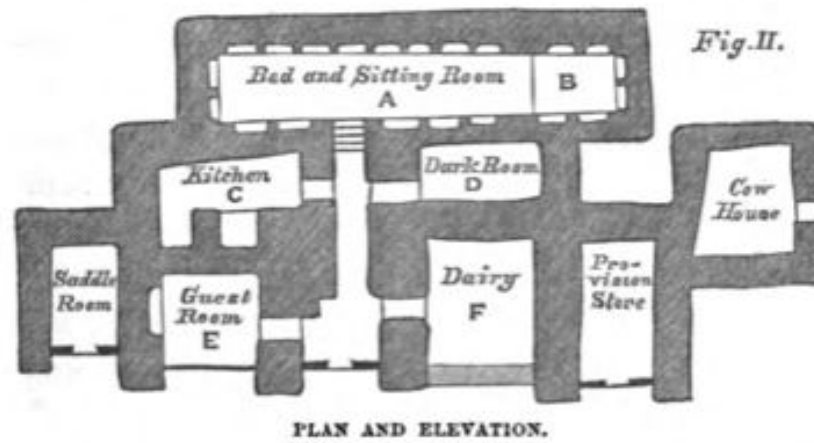 Fig. II.
Bed and Sitting Room
A
B
Kitchen
C
Dark Room
D
Cow
House
Saddle
Room
Guest
Room
E
Dairy
F
Pro-
vision
Store
PLAN AND ELEVATION.